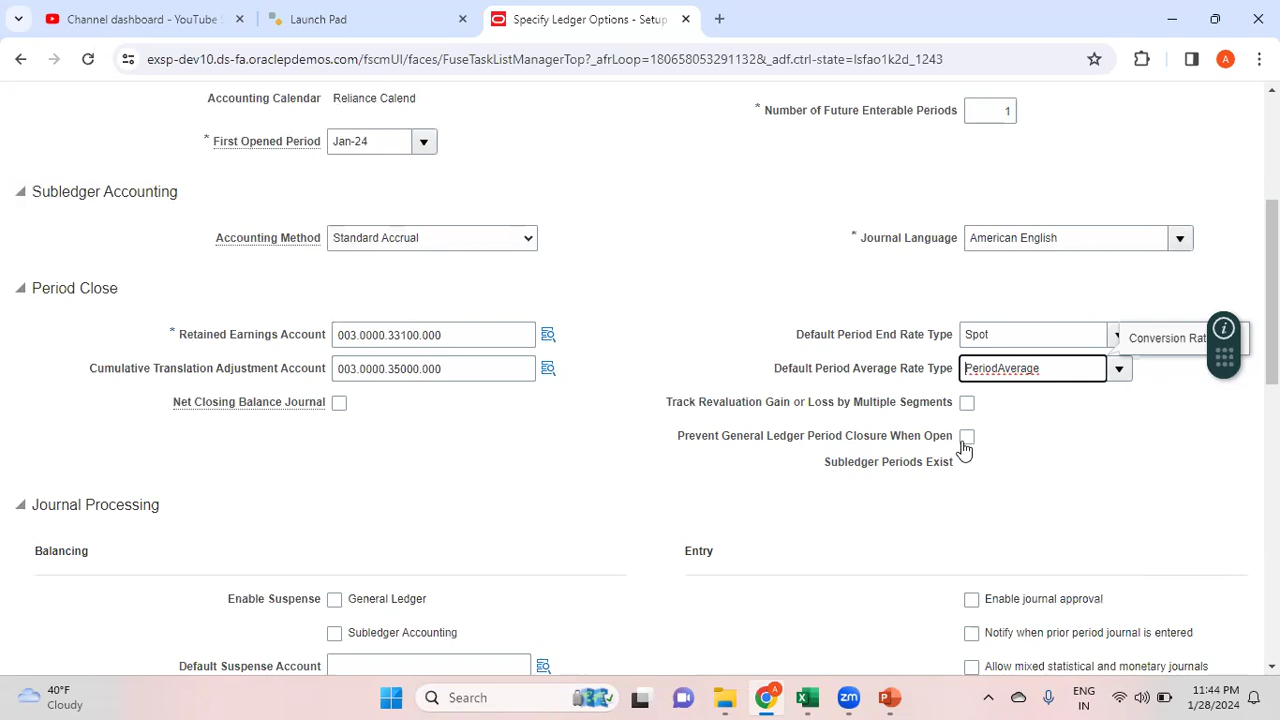 Channel dashboard - YouTube
Launch Pad
Specify Ledger Options - Setup
exsp-dev10.ds-fa.oraclepdemos.com/fscmUI/faces/FuseTaskListManagerTop?_afrLoop=18065805329​1132&_adf.ctrl-state=lsfao1k2d_1243
A
Accounting Calendar Reliance Calend
* Number of Future Enterable Periods 1
* First Opened Period Jan-24
Subledger Accounting
Accounting Method Standard Accrual
* Journal Language American English
Period Close
* Retained Earnings Account 003.0000.33100.000
Default Period End Rate Type Spot
Conversion Rat
Cumulative Translation Adjustment Account 003.0000.35000.000
Default Period Average Rate Type PeriodAverage
Net Closing Balance Journal
Track Revaluation Gain or Loss by Multiple Segments
Prevent General Ledger Period Closure When Open
Subledger Periods Exist
Journal Processing
Balancing
Entry
Enable Suspense General Ledger
Enable journal approval
Subledger Accounting
Notify when prior period journal is entered
Default Suspense Account
Allow mixed statistical and monetary journals
40°F
Cloudy
Search
ENG
IN
11:44 PM
1/28/2024